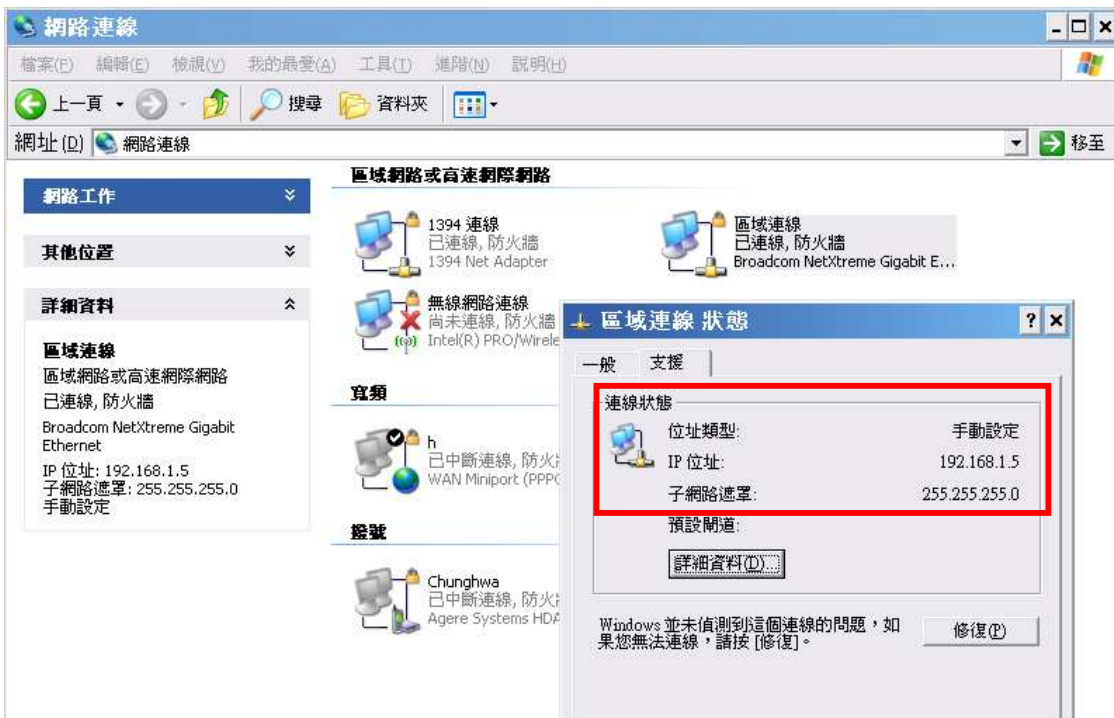 網路連線
檔案(F) 編輯(E) 檢視(V) 我的最愛(A) 工具(T) 進階(N) 說明(H)
上一頁 搜尋 資料夾
網址(D) 網路連線 移至
網路工作
其他位置
詳細資料
區域連線
區域網路或高速網際網路
已連線, 防火牆
Broadcom NetXtreme Gigabit
Ethernet
IP 位址: 192.168.1.5
子網路遮罩: 255.255.255.0
手動設定
區域網路或高速網際網路
1394 連線
已連線, 防火牆
1394 Net Adapter
區域連線
已連線, 防火牆
Broadcom NetXtreme Gigabit E...
無線網路連線
尚未連線, 防火牆
Intel(R) PRO/Wirele
寬頻
h
已中斷連線, 防火
WAN Miniport (PPPO
撥號
Chunghwa
已中斷連線, 防火
Agere Systems HDA
區域連線 狀態
一般 支援
連線狀態
位址類型: 手動設定
IP 位址: 192.168.1.5
子網路遮罩: 255.255.255.0
預設閘道:
詳細資料(D)...
Windows 並未偵測到這個連線的問題，如
果您無法連線，請按 [修復]。
修復(P)